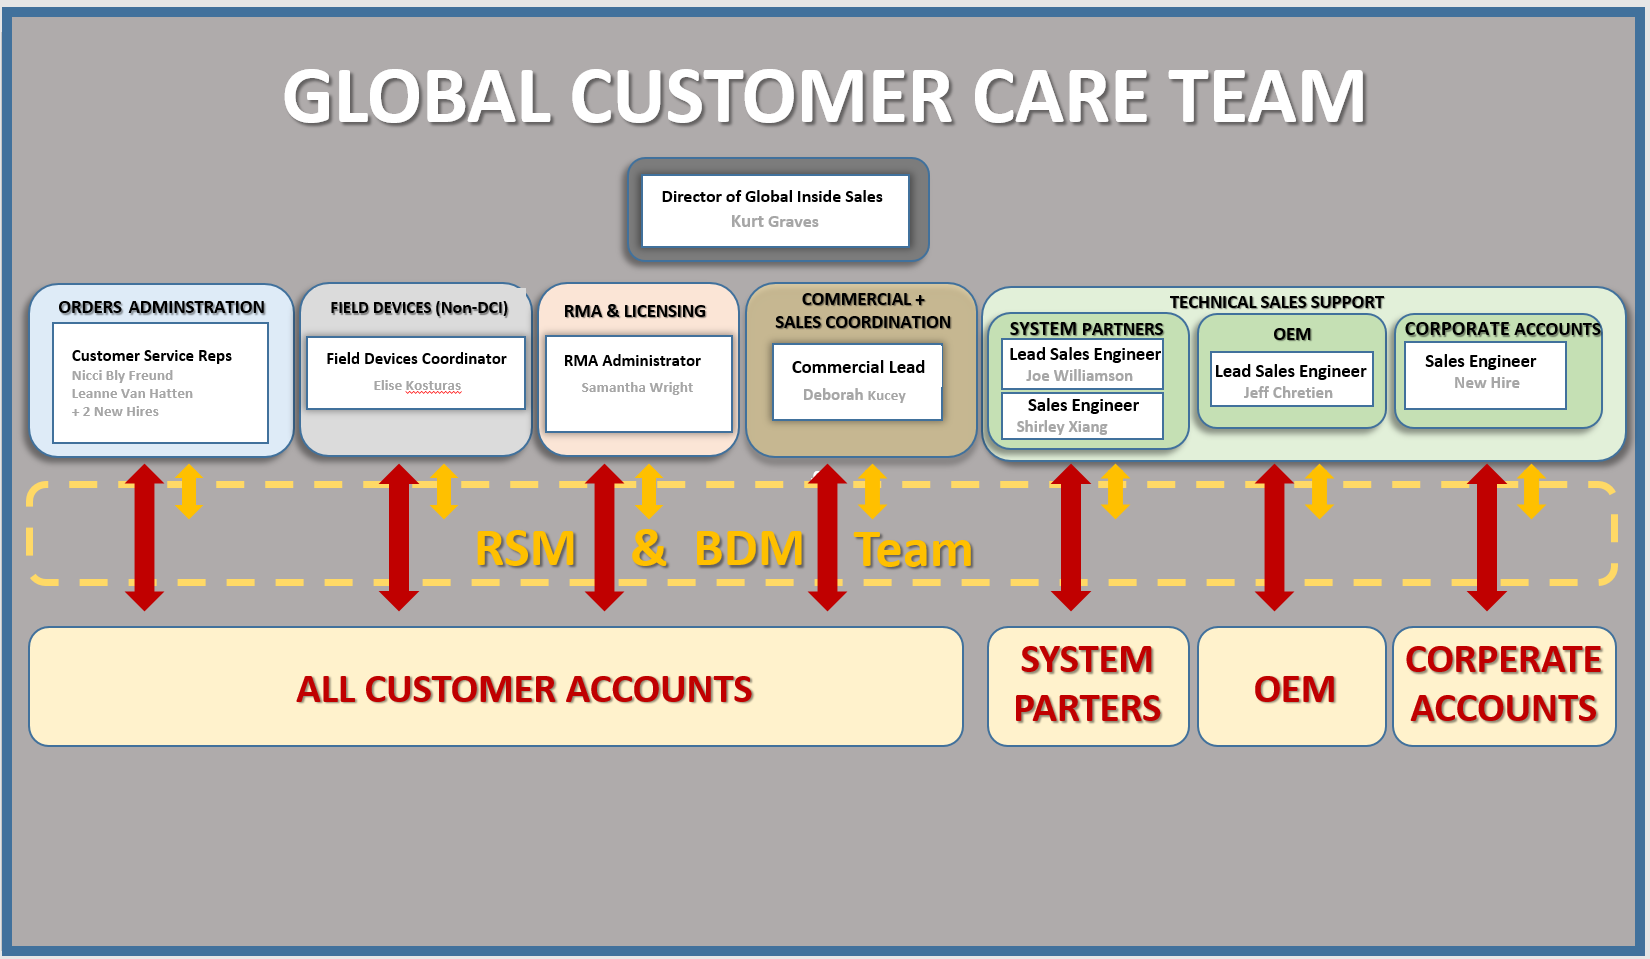 GLOBAL CUSTOMER CARE TEAM
Director of Global Inside Sales
Kurt Graves
ORDERS ADMINSTRATION
Customer Service Reps
Nicci Bly Freund
Leanne Van Hatten
+ 2 New Hires
FIELD DEVICES (Non-DCI)
Field Devices Coordinator
Elise Kosturas
RMA & LICENSING
RMA Administrator
Samantha Wright
COMMERCIAL +
SALES COORDINATION
Commercial Lead
Deborah Kucey
TECHNICAL SALES SUPPORT
SYSTEM PARTNERS
Lead Sales Engineer
Joe Williamson
Sales Engineer
Shirley Xiang
OEM
Lead Sales Engineer
Jeff Chretien
CORPORATE ACCOUNTS
Sales Engineer
New Hire
RSM & BDM Team
ALL CUSTOMER ACCOUNTS
SYSTEM
PARTERS
OEM
CORPERATE
ACCOUNTS